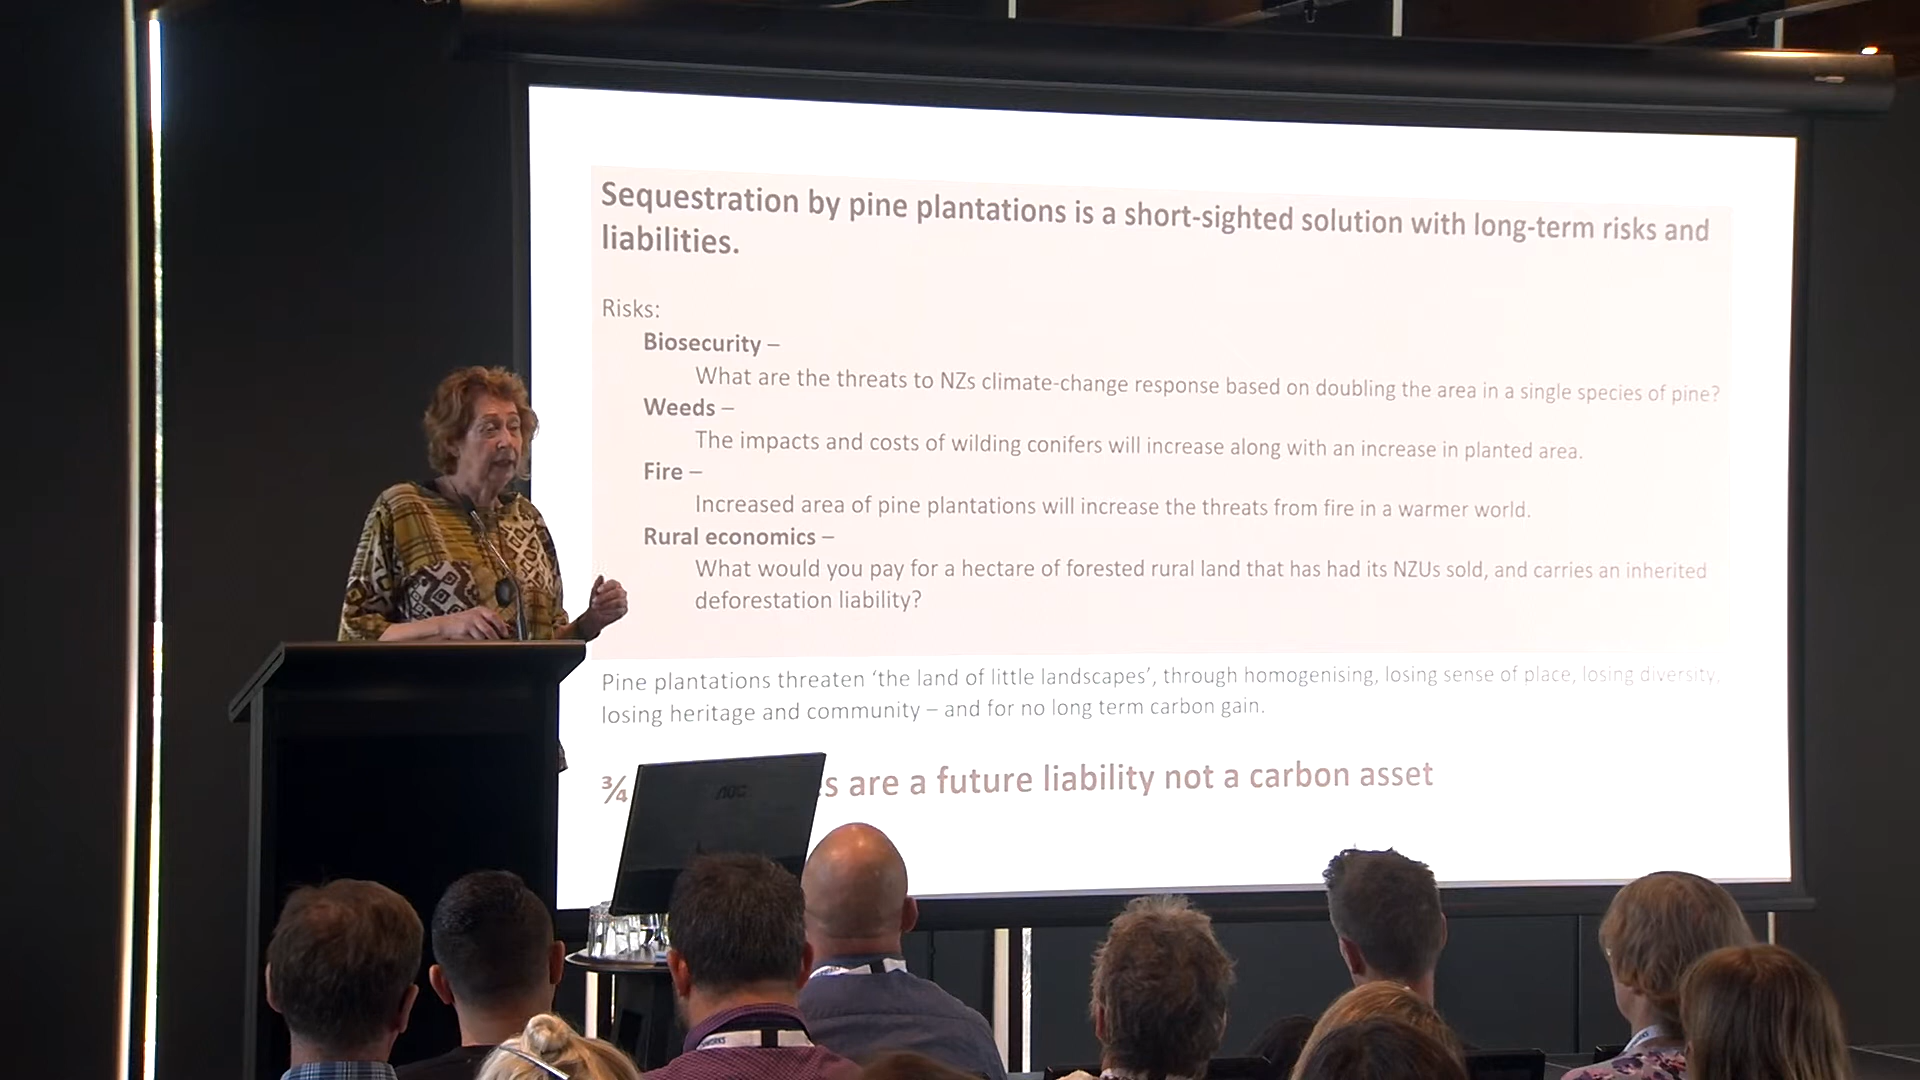 Sequestration by pine plantations is a short-sighted solution with long-term risks and
liabilities.
Risks:
Biosecurity –
What are the threats to NZs climate-change response based on doubling the area in a single species of pine?
Weeds –
The impacts and costs of wilding conifers will increase along with an increase in planted area.
Fire –
Increased area of pine plantations will increase the threats from fire in a warmer world.
Rural economics –
What would you pay for a hectare of forested rural land that has had its NZUs sold, and carries an inherited
deforestation liability?
Pine plantations threaten ‘the land of little landscapes’, through homogenising, losing sense of place, losing diversity,
losing heritage and community – and for no long term carbon gain.
¾ are a future liability not a carbon asset
AOC